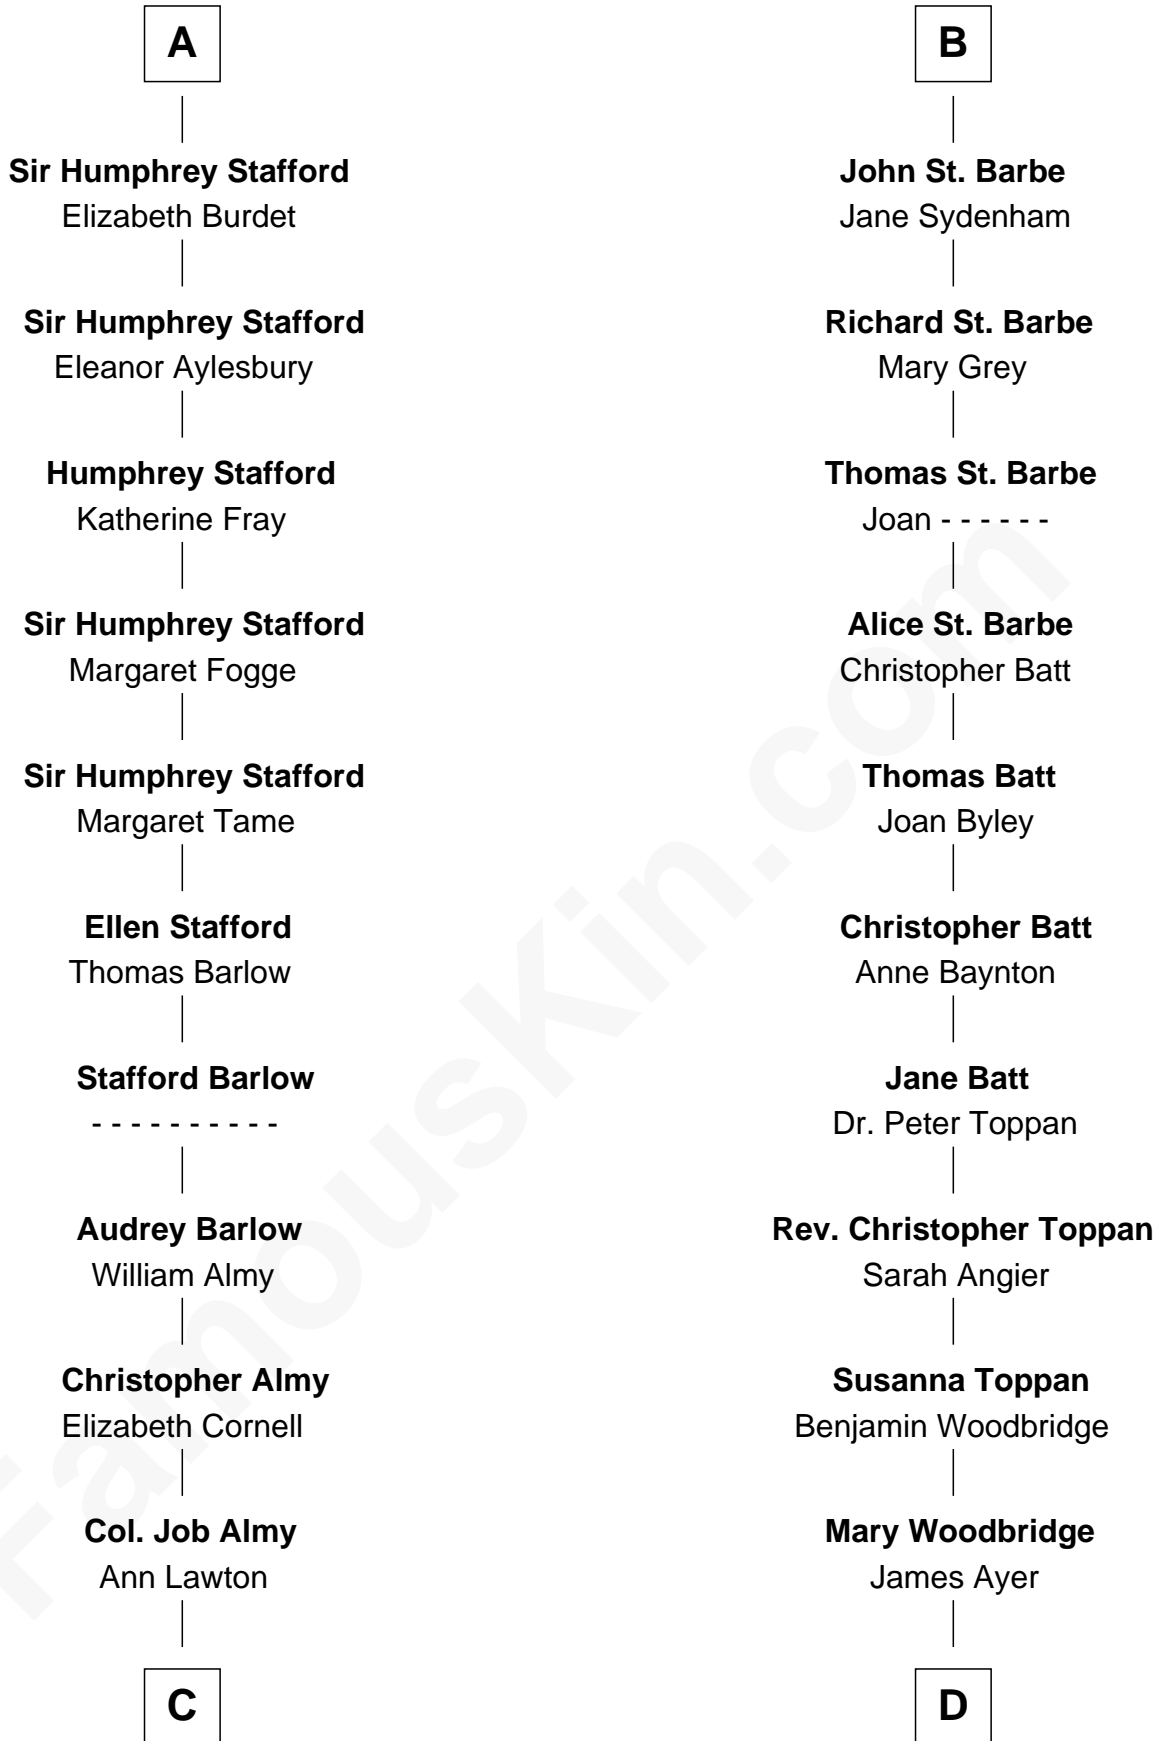 A
Sir Humphrey Stafford
Elizabeth Burdet
Sir Humphrey Stafford
Eleanor Aylesbury
Humphrey Stafford
Katherine Fray
Sir Humphrey Stafford
Margaret Fogge
Sir Humphrey Stafford
Margaret Tame
Ellen Stafford
Thomas Barlow
Stafford Barlow
- - - - - - - - - -
Audrey Barlow
William Almy
Christopher Almy
Elizabeth Cornell
Col. Job Almy
Ann Lawton
C
B
John St. Barbe
Jane Sydenham
Richard St. Barbe
Mary Grey
Thomas St. Barbe
Joan - - - - - -
Alice St. Barbe
Christopher Batt
Thomas Batt
Joan Byley
Christopher Batt
Anne Baynton
Jane Batt
Dr. Peter Toppan
Rev. Christopher Toppan
Sarah Angier
Susanna Toppan
Benjamin Woodbridge
Mary Woodbridge
James Ayer
D
FamousKin.com